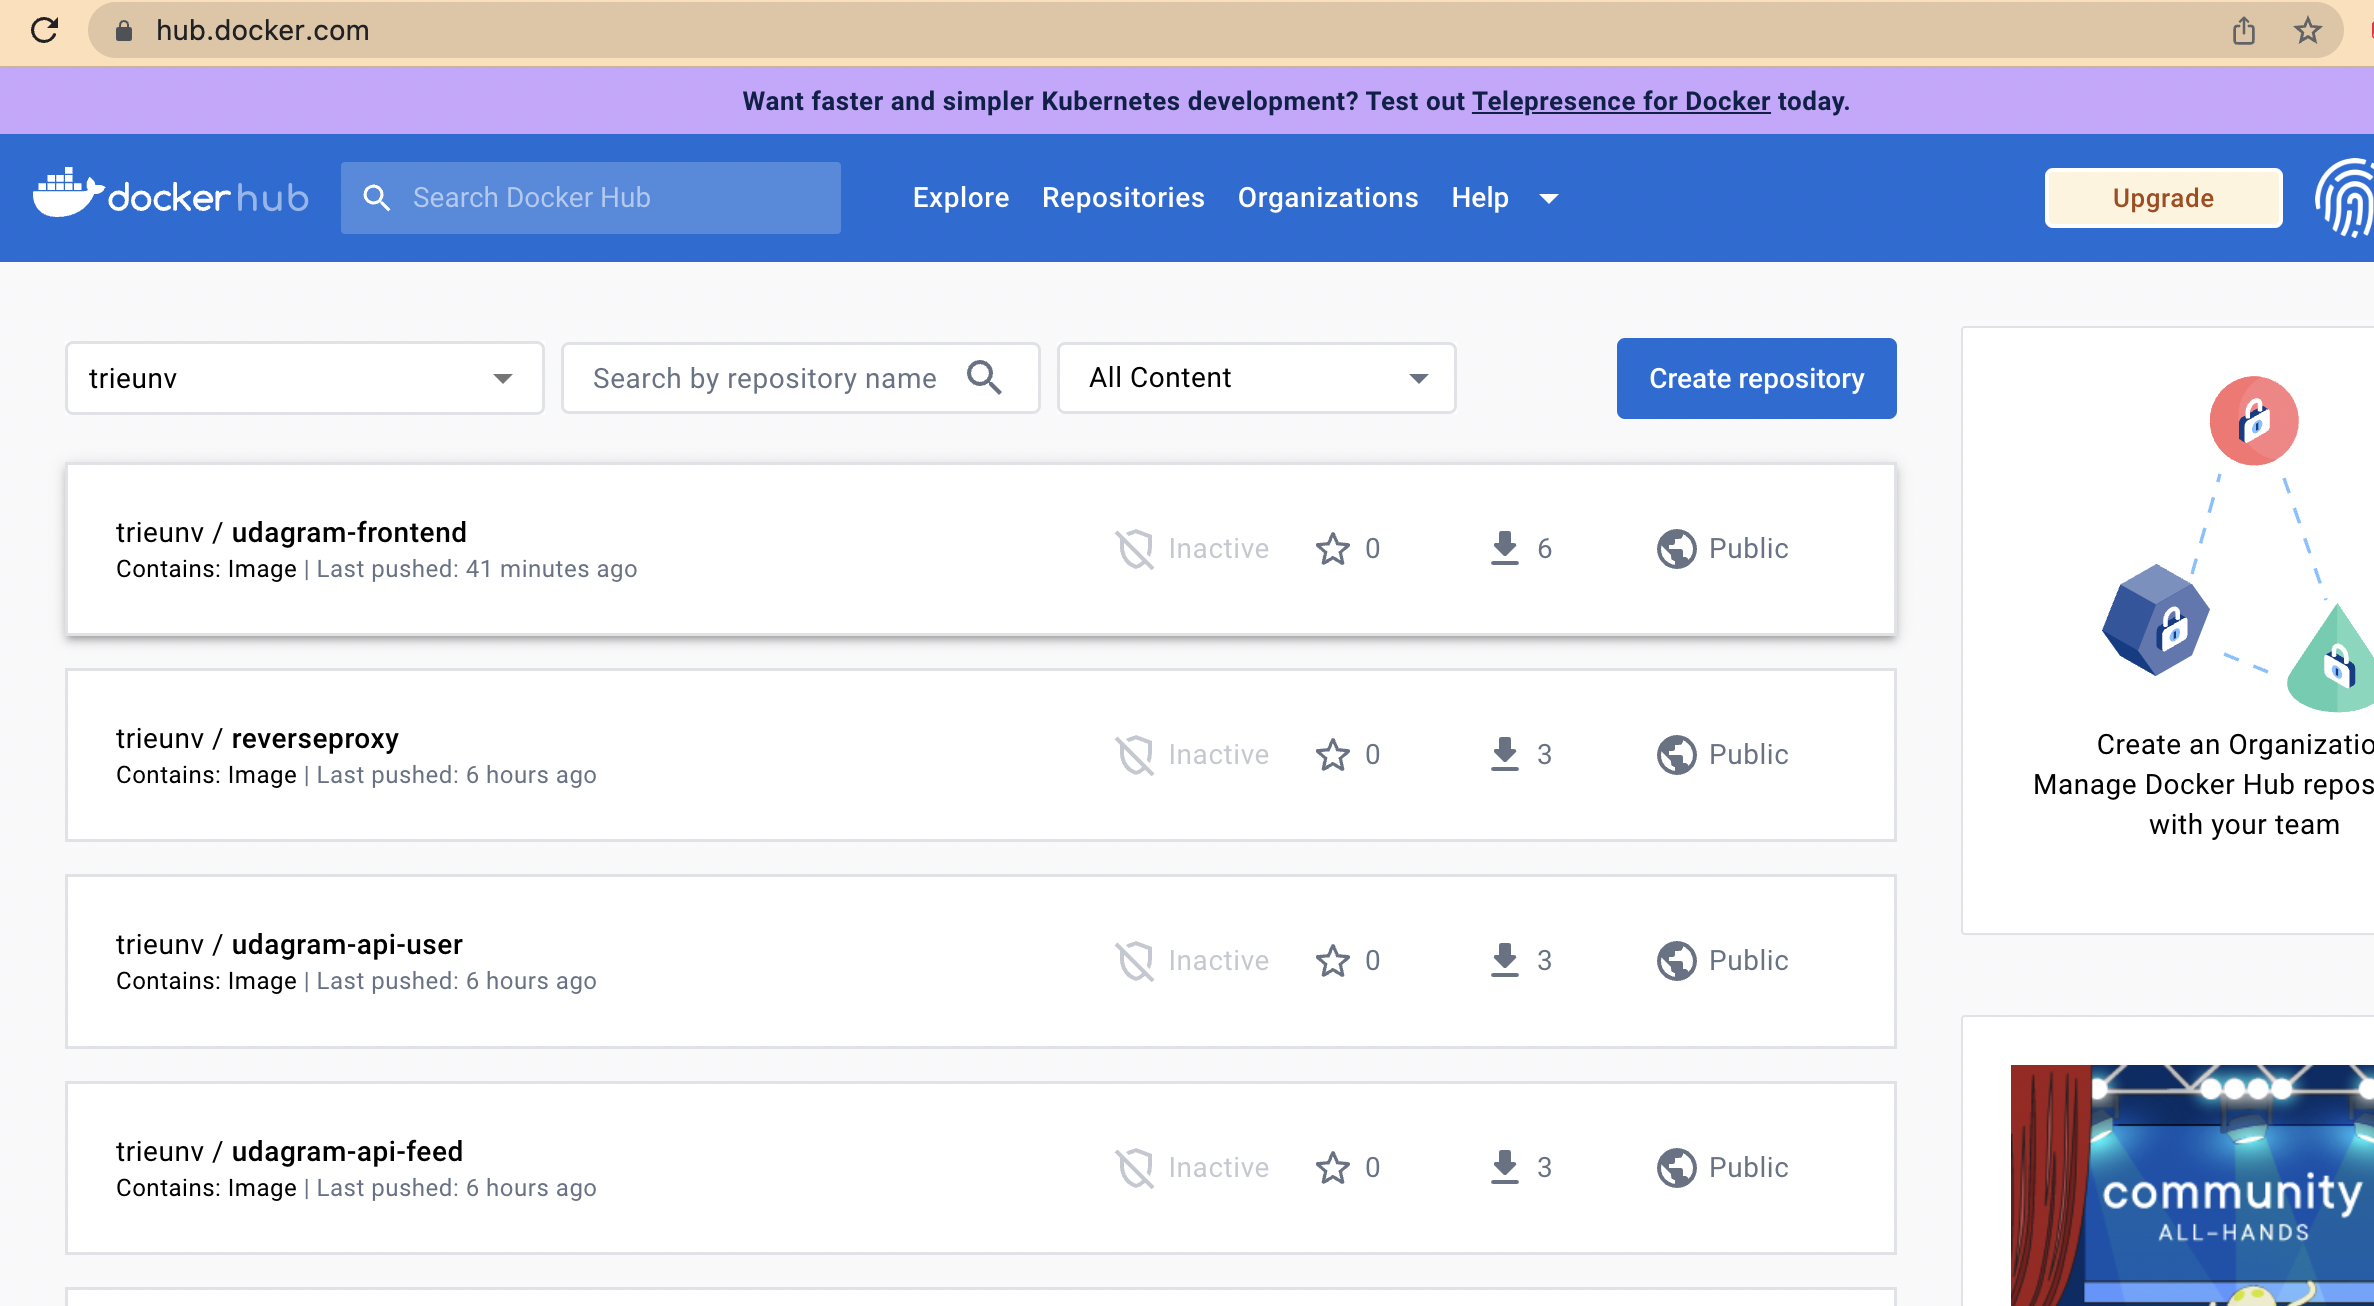 hub.docker.com
Want faster and simpler Kubernetes development? Test out Telepresence for Docker today.
dockerhub
Search Docker Hub
Explore
Repositories
Organizations
Help
Upgrade
trieunv
Search by repository name
All Content
Create repository
trieunv / udagram-frontend
Contains: Image | Last pushed: 41 minutes ago
Inactive
0
6
Public
trieunv / reverseproxy
Contains: Image | Last pushed: 6 hours ago
Inactive
0
3
Public
trieunv / udagram-api-user
Contains: Image | Last pushed: 6 hours ago
Inactive
0
3
Public
trieunv / udagram-api-feed
Contains: Image | Last pushed: 6 hours ago
Inactive
0
3
Public
Create an Organizatio
Manage Docker Hub repos
with your team
community
ALL-HANDS